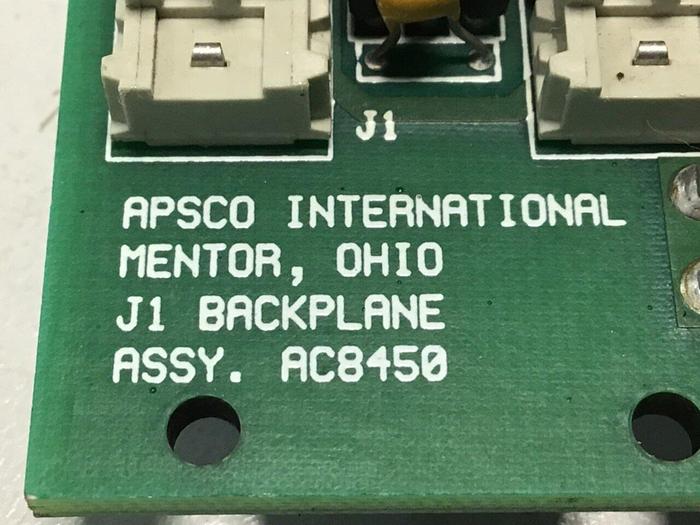 J1
APSCO INTERNATIONAL
MENTOR, OHIO
J1 BACKPLANE
ASSY. AC8450